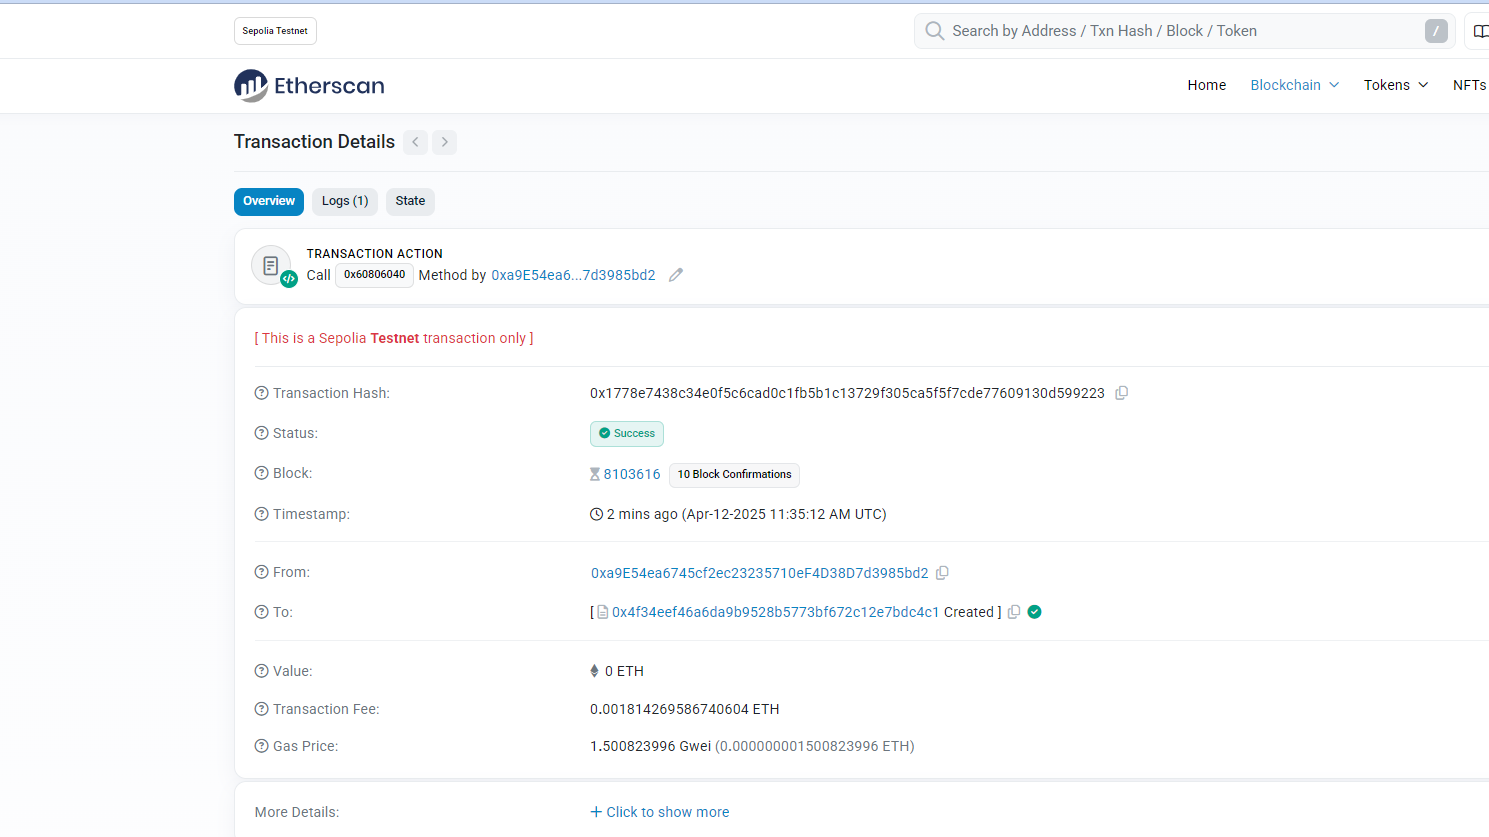 Sepolia Testnet
Search by Address / Txn Hash / Block / Token /
Etherscan
Home Blockchain Tokens NFTs
Transaction Details
Overview Logs (1) State
TRANSACTION ACTION
Call 0x60806040 Method by 0xa9E54ea6...7d3985bd2
[ This is a Sepolia Testnet transaction only ]
Transaction Hash: 0x1778e7438c34e0f5c6cad0c1fb5b1c13729f305ca5f5f7cde77609130d599223
Status: Success
Block: 8103616 10 Block Confirmations
Timestamp: 2 mins ago (Apr-12-2025 11:35:12 AM UTC)
From: 0xa9E54ea6745cf2ec23235710eF4D38D7d3985bd2
To: [ 0x4f34eef46a6da9b9528b5773bf672c12e7bdc4c1 Created ]
Value: 0 ETH
Transaction Fee: 0.001814269586740604 ETH
Gas Price: 1.500823996 Gwei (0.000000001500823996 ETH)
More Details: + Click to show more